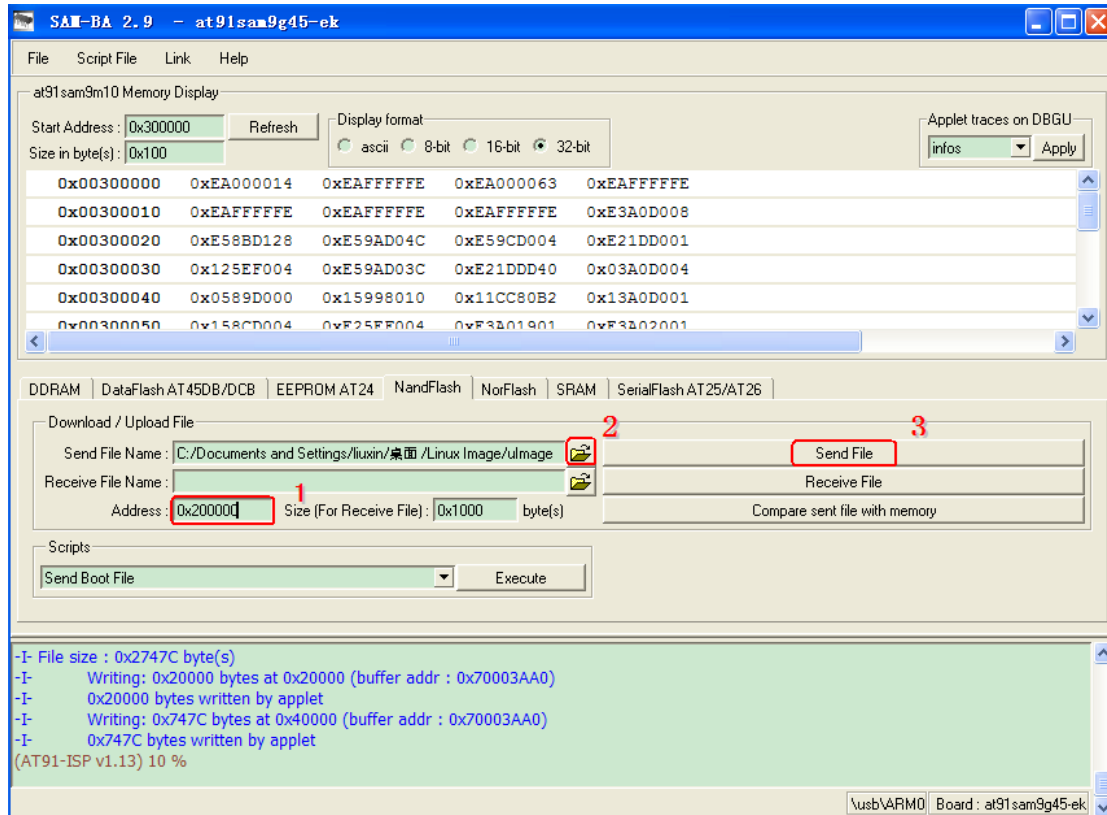 SAM-BA 2.9 - at91sam9g45-ek
File Script File Link Help
at91sam9m10 Memory Display
Start Address : 0x300000 Refresh
Size in byte(s) : 0x100
Display format
ascii 8-bit 16-bit 32-bit
Applet traces on DBGU
infos Apply
0x00300000 0xEA000014 0xEAFFFFFE 0xEA000063 0xEAFFFFFE
0x00300010 0xEAFFFFFE 0xEAFFFFFE 0xEAFFFFFE 0xE3A0D008
0x00300020 0xE58BD128 0xE59AD04C 0xE59CD004 0xE21DD001
0x00300030 0x125EF004 0xE59AD03C 0xE21DDD40 0x03A0D004
0x00300040 0x0589D000 0x15998010 0x11CC80B2 0x13A0D001
0x00300050 0x158CD004 0xE25EF004 0xE3A01901 0xE3A02001
DDRAM DataFlash AT45DB/DCB EEPROM AT24 NandFlash NorFlash SRAM SerialFlash AT25/AT26
Download / Upload File
2 3
Send File Name : C:/Documents and Settings/liuxin/桌面 /Linux Image/uImage Send File
Receive File Name : Receive File
1
Address : 0x200000 Size (For Receive File) : 0x1000 byte(s) Compare sent file with memory
Scripts
Send Boot File Execute
-I- File size : 0x2747C byte(s)
-I- Writing: 0x20000 bytes at 0x20000 (buffer addr : 0x70003AA0)
-I- 0x20000 bytes written by applet
-I- Writing: 0x747C bytes at 0x40000 (buffer addr : 0x70003AA0)
-I- 0x747C bytes written by applet
(AT91-ISP v1.13) 10 %
\usb\ARM0 Board : at91sam9g45-ek